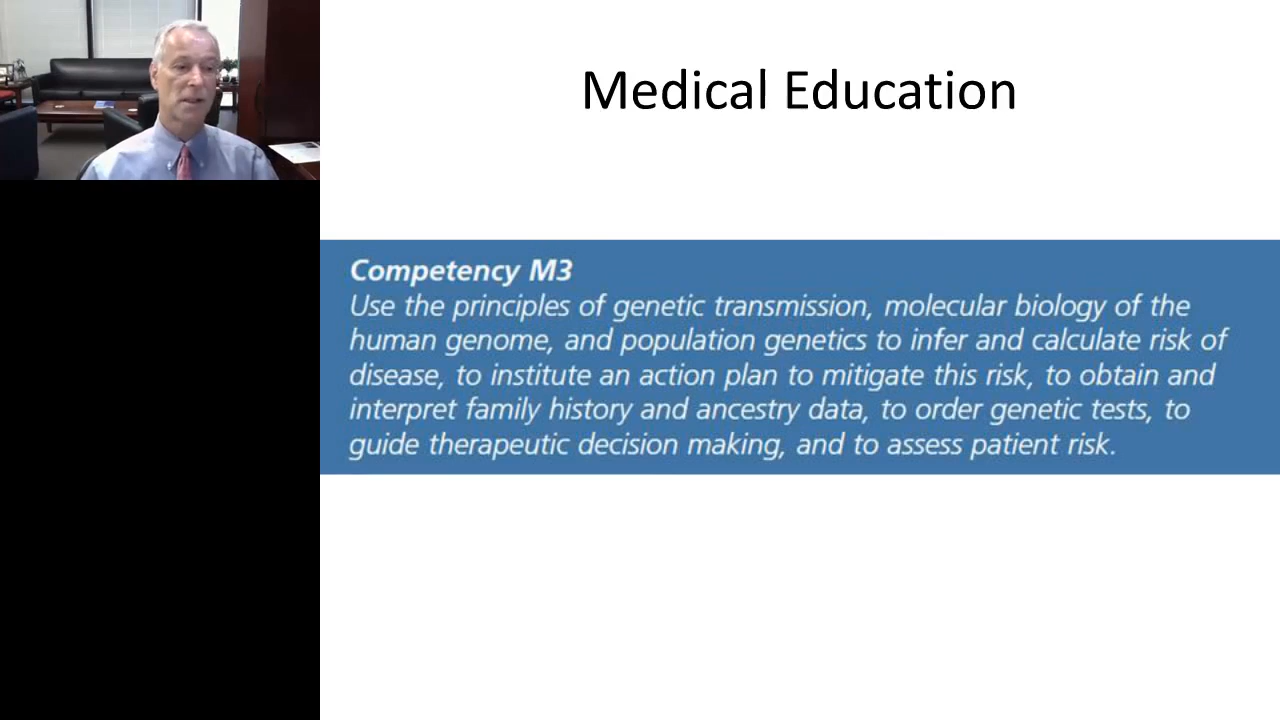 Medical Education
Competency M3
Use the principles of genetic transmission, molecular biology of the
human genome, and population genetics to infer and calculate risk of
disease, to institute an action plan to mitigate this risk, to obtain and
interpret family history and ancestry data, to order genetic tests, to
guide therapeutic decision making, and to assess patient risk.